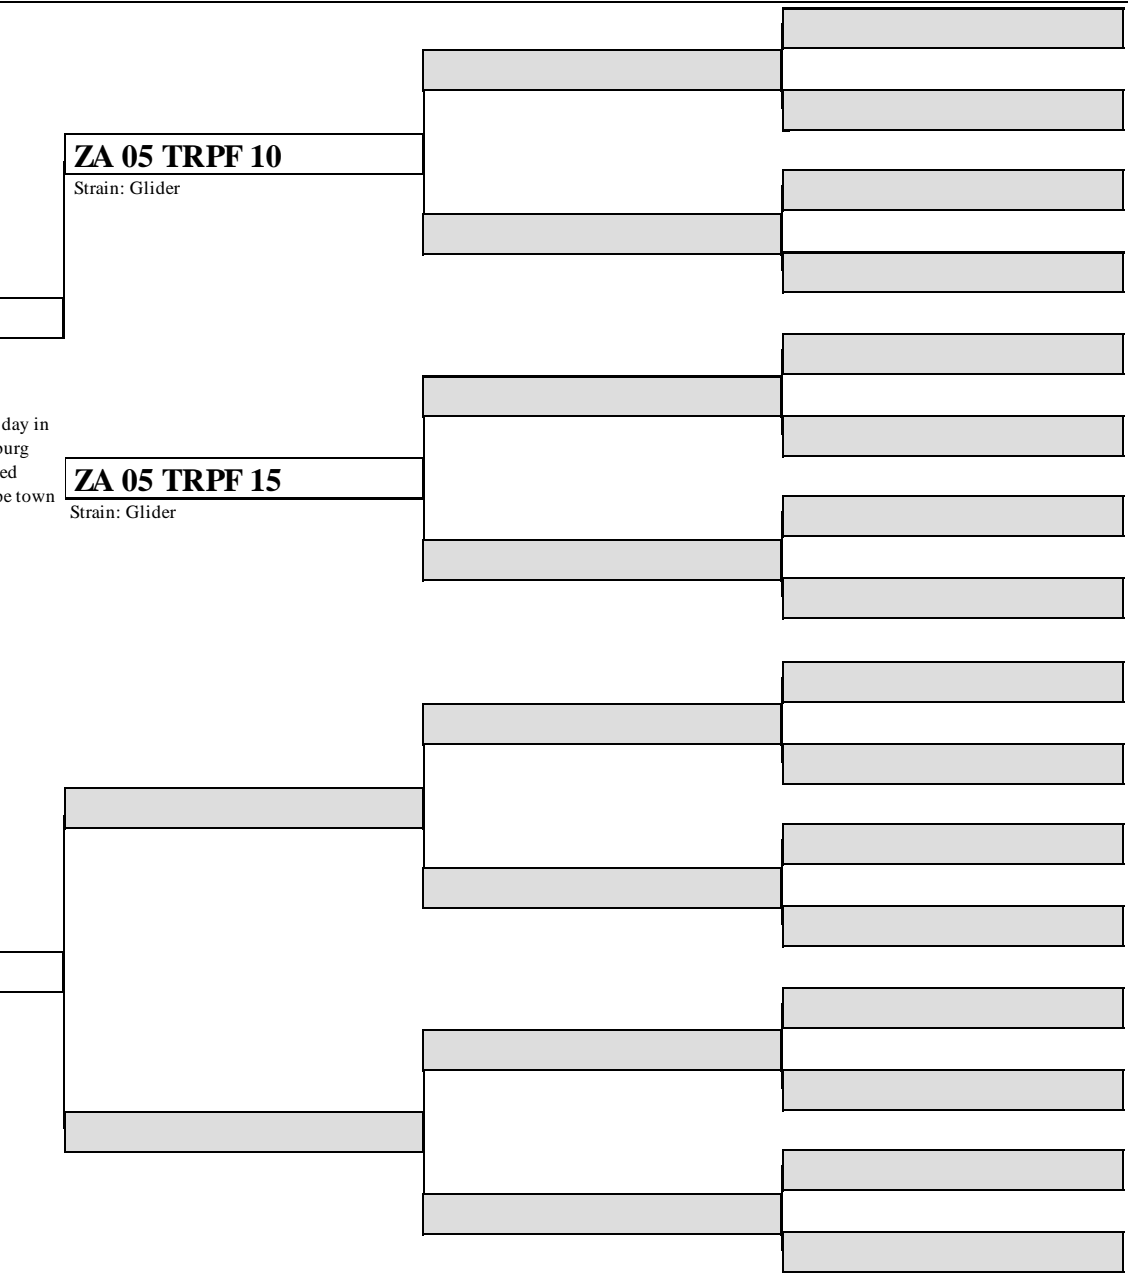 ZA 05 TRPF 10
Strain: Glider
day in
burg
ed
pe town
ZA 05 TRPF 15
Strain: Glider